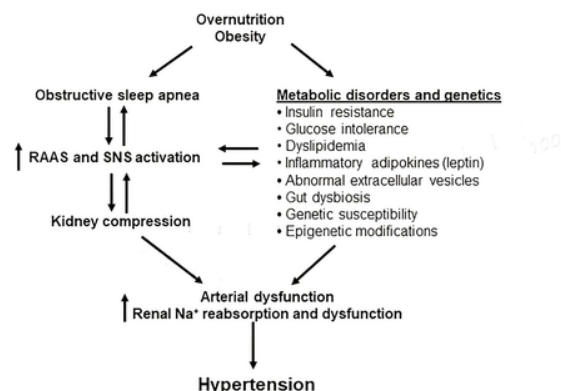 Overnutrition
Obesity
Obstructive sleep apnea
RAAS and SNS activation
Kidney compression
Metabolic disorders and genetics
• Insulin resistance
• Glucose intolerance
• Dyslipidemia
• Inflammatory adipokines (leptin)
• Abnormal extracellular vesicles
• Gut dysbiosis
• Genetic susceptibility
• Epigenetic modifications
Arterial dysfunction
Renal Na⁺ reabsorption and dysfunction
Hypertension